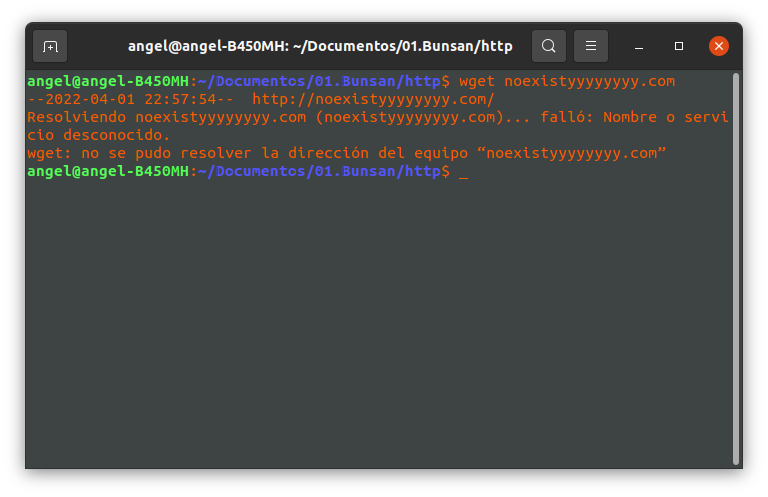 angel@angel-B450MH: ~/Documentos/01.Bunsan/http
angel@angel-B450MH:~/Documentos/01.Bunsan/http$ wget noexistyyyyyyyy.com
--2022-04-01 22:57:54--  http://noexistyyyyyyyy.com/
Resolviendo noexistyyyyyyyy.com (noexistyyyyyyyy.com)... falló: Nombre o servi
cio desconocido.
wget: no se pudo resolver la dirección del equipo “noexistyyyyyyyy.com”
angel@angel-B450MH:~/Documentos/01.Bunsan/http$ _